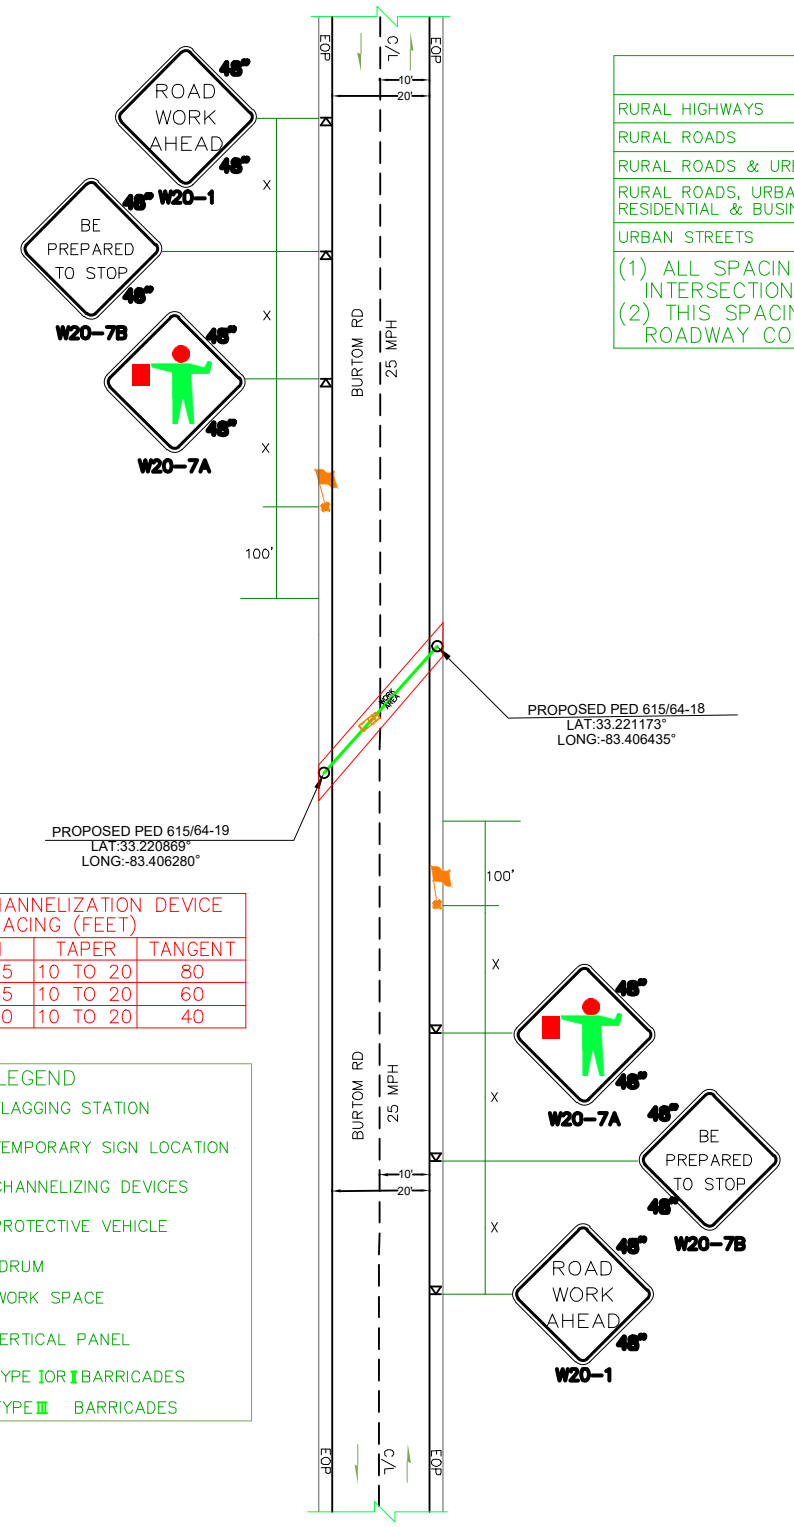 EOP
C/L
EOP
10'
20'
48"
ROAD
WORK
AHEAD
48"
W20-1
X
48"
BE
PREPARED
TO STOP
48"
W20-7B
X
48"
48"
W20-7A
X
100'
BURTOM RD
25 MPH
RURAL HIGHWAYS
RURAL ROADS
RURAL ROADS & URB
RURAL ROADS, URBA
RESIDENTIAL & BUSIN
URBAN STREETS
(1) ALL SPACIN
INTERSECTION
(2) THIS SPACIN
ROADWAY CO
WORK
AREA
PROPOSED PED 615/64-18
LAT:33.221173°
LONG:-83.406435°
PROPOSED PED 615/64-19
LAT:33.220869°
LONG:-83.406280°
HANNELIZATION DEVICE
ACING (FEET)
TAPER TANGENT
5 10 TO 20 80
5 10 TO 20 60
0 10 TO 20 40
LEGEND
LAGGING STATION
TEMPORARY SIGN LOCATION
CHANNELIZING DEVICES
PROTECTIVE VEHICLE
DRUM
WORK SPACE
VERTICAL PANEL
TYPE I OR II BARRICADES
TYPE III BARRICADES
100'
X
48"
48"
W20-7A
X
48"
BE
PREPARED
TO STOP
48"
W20-7B
X
48"
ROAD
WORK
AHEAD
48"
W20-1
BURTOM RD
25 MPH
10'
20'
EOP
C/L
EOP